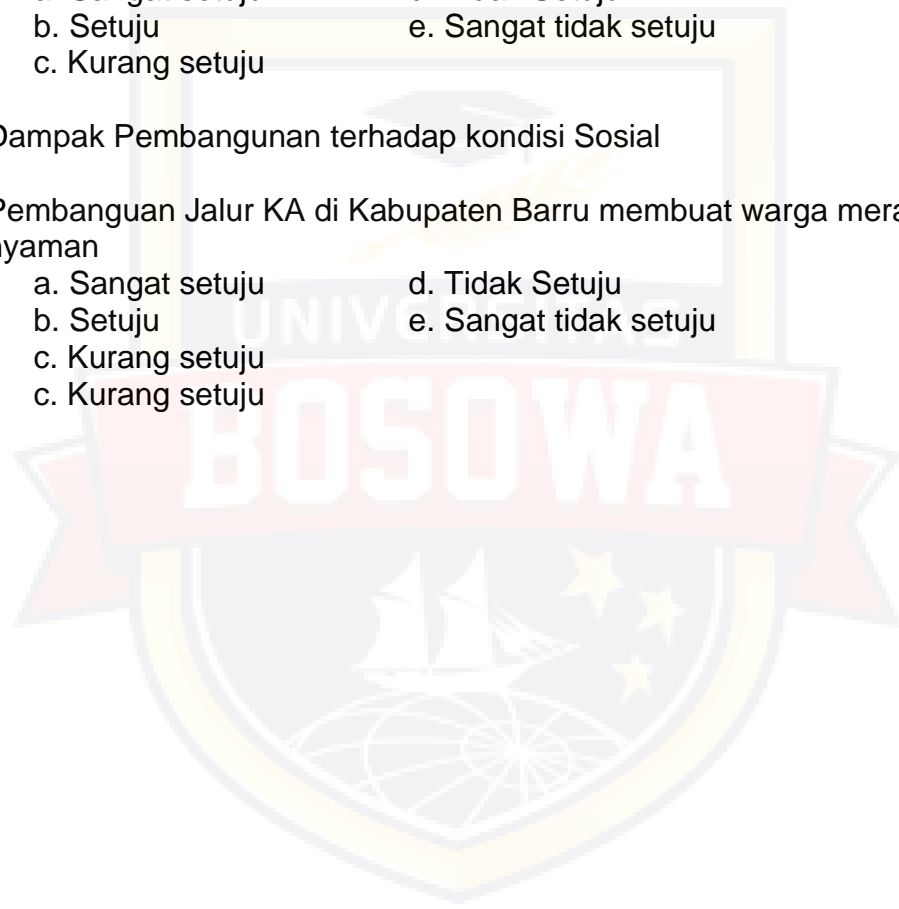 b. Setuju e. Sangat tidak setuju
c. Kurang setuju
Dampak Pembangunan terhadap kondisi Sosial
Pembanguan Jalur KA di Kabupaten Barru membuat warga
nyaman
a. Sangat setuju d. Tidak Setuju
b. Setuju e. Sangat tidak setuju
c. Kurang setuju
c. Kurang setuju
UNIVERSITAS
BOSOWA